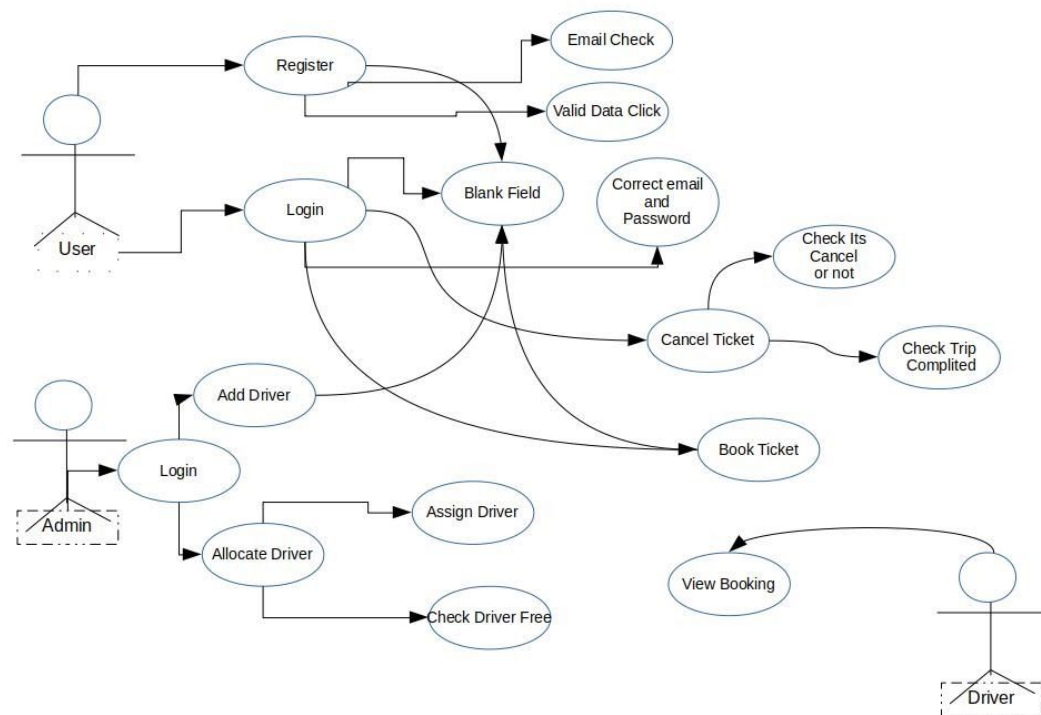 Email Check
Register
Valid Data Click
Blank Field
Correct email
and
Password
Login
User
Check Its
Cancel
or not
Cancel Ticket
Check Trip
Complited
Add Driver
Book Ticket
Login
Admin
Assign Driver
Allocate Driver
View Booking
Check Driver Free
Driver